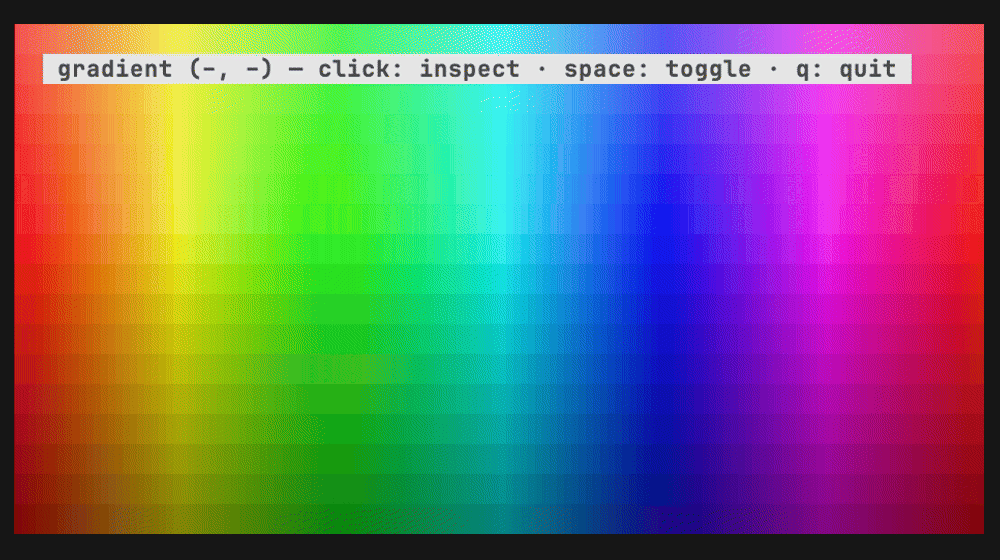 gradient (-, -) — click: inspect · space: toggle · q: quit